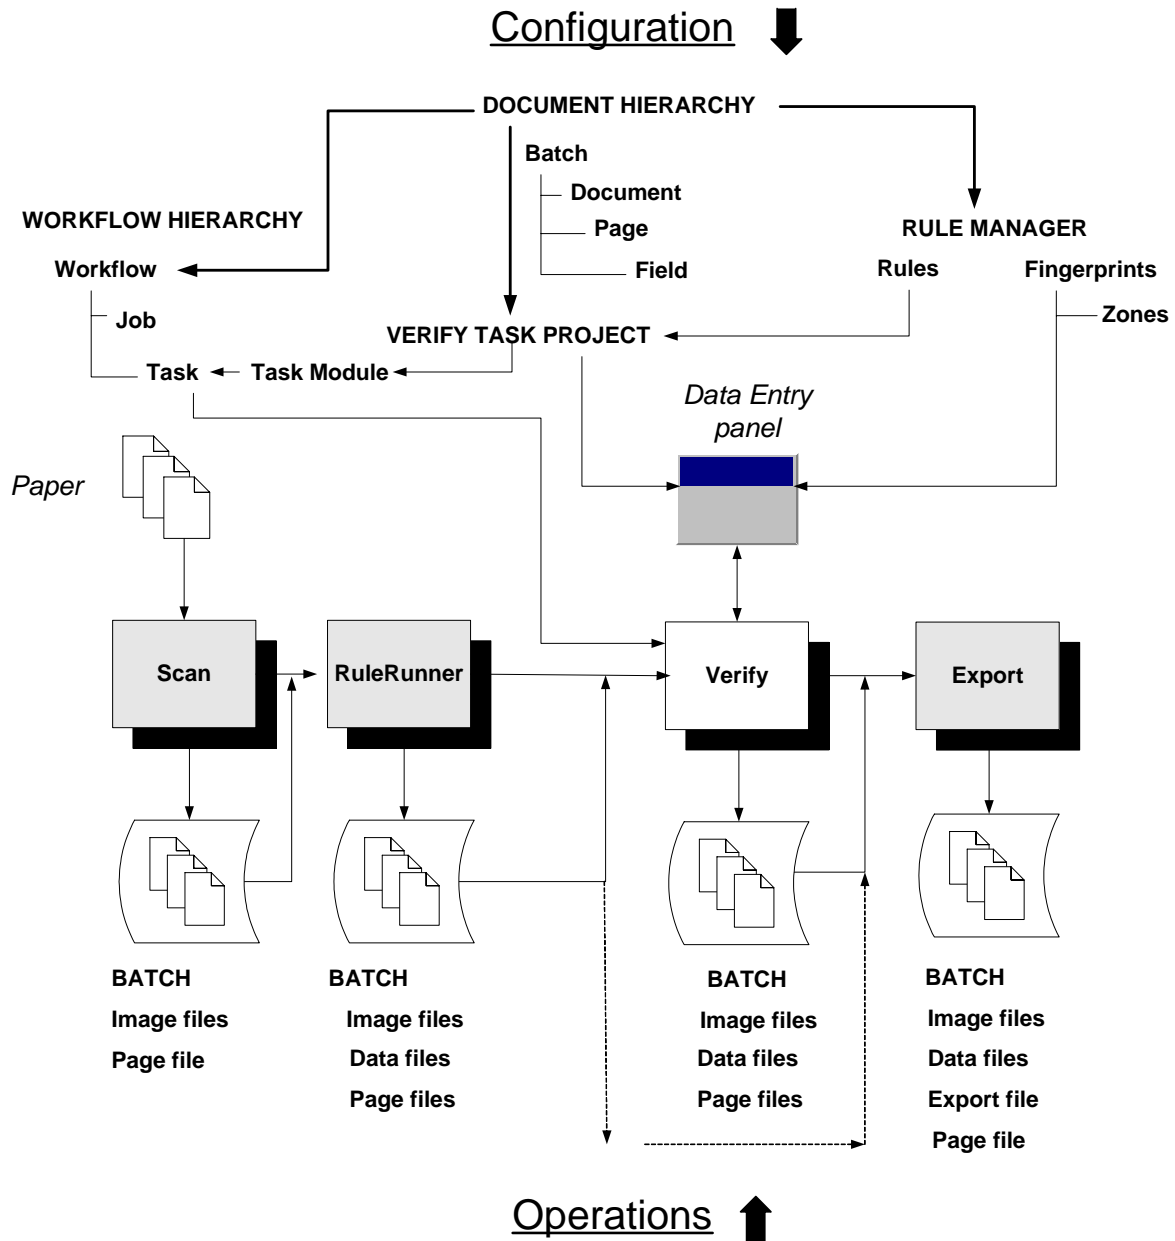 Configuration
DOCUMENT HIERARCHY
Batch
Document
Page
Field
WORKFLOW HIERARCHY
Workflow
Job
Task
Task Module
VERIFY TASK PROJECT
RULE MANAGER
Rules
Fingerprints
Zones
Data Entry
panel
Paper
Scan
RuleRunner
Verify
Export
BATCH
Image files
Page file
BATCH
Image files
Data files
Page files
BATCH
Image files
Data files
Page files
BATCH
Image files
Data files
Export file
Page file
Operations